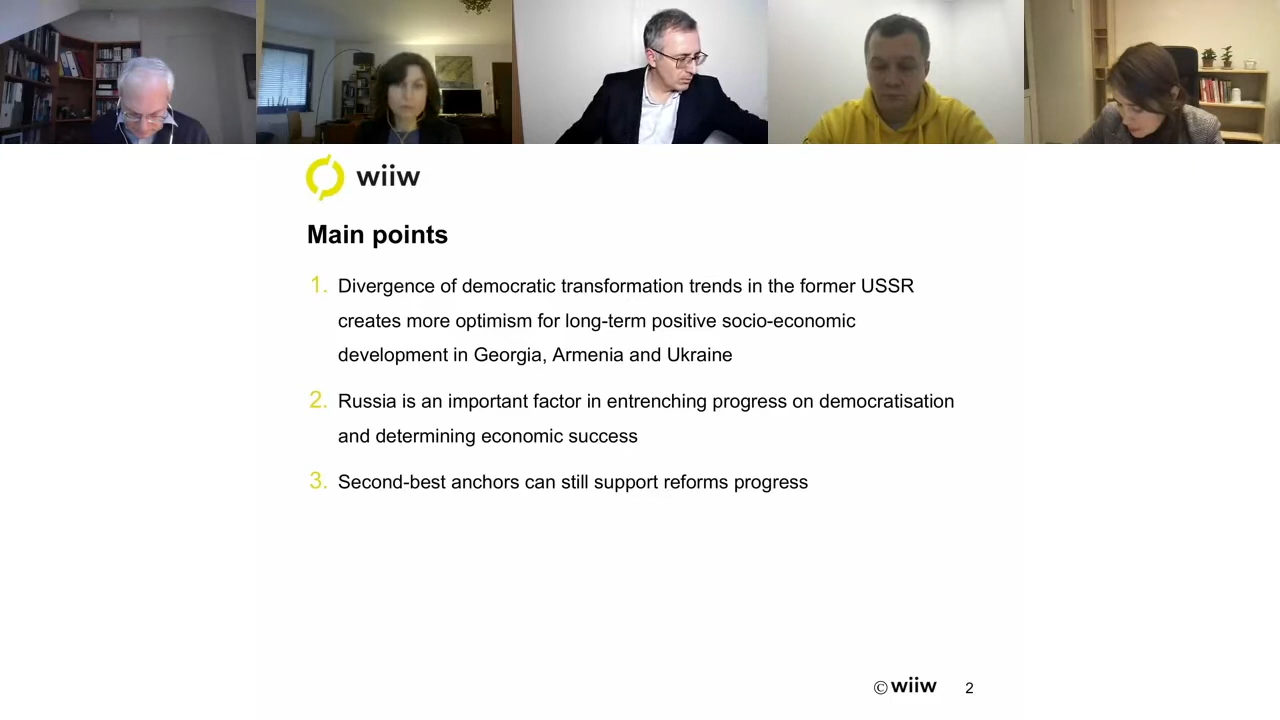 wiiw
Main points
1. Divergence of democratic transformation trends in the former USSR
creates more optimism for long-term positive socio-economic
development in Georgia, Armenia and Ukraine
2. Russia is an important factor in entrenching progress on democratisation
and determining economic success
3. Second-best anchors can still support reforms progress
© wiiw 2